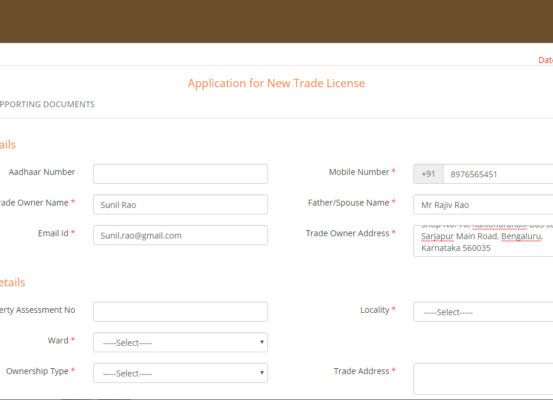 Date
Application for New Trade License
PPORTING DOCUMENTS
ails
Aadhaar Number
Mobile Number * +91 8976565451
rade Owner Name * Sunil Rao
Father/Spouse Name * Mr Rajiv Rao
Email Id * Sunil.rao@gmail.com
Trade Owner Address *
Sarjapur Main Road, Bengaluru,
Karnataka 560035
etails
erty Assessment No
Locality * -----Select-----
Ward * -----Select-----
Ownership Type * -----Select-----
Trade Address *